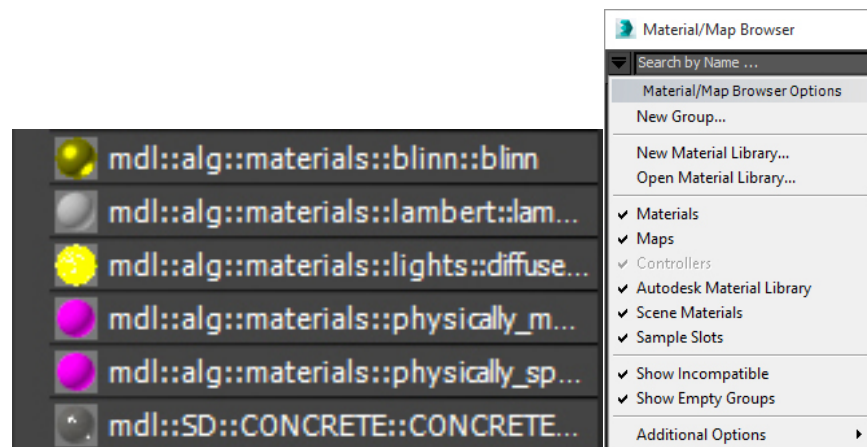 mdl::alg::materials::blinn::blinn
mdl::alg::materials::lambert::lam...
mdl::alg::materials::lights::diffuse...
mdl::alg::materials::physically_m...
mdl::alg::materials::physically_sp...
mdl::SD::CONCRETE::CONCRETE...
Material/Map Browser
Search by Name ...
Material/Map Browser Options
New Group...
New Material Library...
Open Material Library...
Materials
Maps
Controllers
Autodesk Material Library
Scene Materials
Sample Slots
Show Incompatible
Show Empty Groups
Additional Options